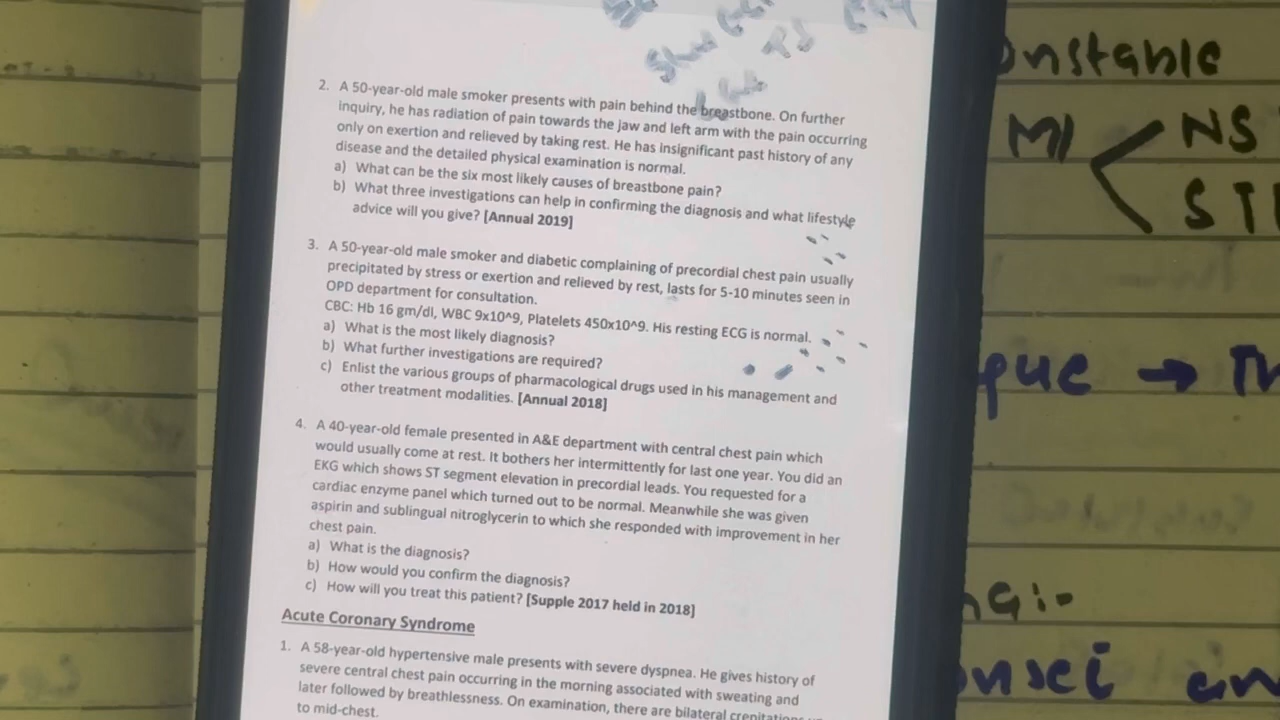 2. A 50-year-old male smoker presents with pain behind the breastbone. On further
inquiry, he has radiation of pain towards the jaw and left arm with the pain occurring
only on exertion and relieved by taking rest. He has insignificant past history of any
disease and the detailed physical examination is normal.
a) What can be the six most likely causes of breastbone pain?
b) What three investigations can help in confirming the diagnosis and what lifestyle
advice will you give? [Annual 2019]
3. A 50-year-old male smoker and diabetic complaining of precordial chest pain usually
precipitated by stress or exertion and relieved by rest, lasts for 5-10 minutes seen in
OPD department for consultation.
CBC: Hb 16 gm/dl, WBC 9x10^9, Platelets 450x10^9. His resting ECG is normal.
a) What is the most likely diagnosis?
b) What further investigations are required?
c) Enlist the various groups of pharmacological drugs used in his management and
other treatment modalities. [Annual 2018]
4. A 40-year-old female presented in A&E department with central chest pain which
would usually come at rest. It bothers her intermittently for last one year. You did an
EKG which shows ST segment elevation in precordial leads. You requested for a
cardiac enzyme panel which turned out to be normal. Meanwhile she was given
aspirin and sublingual nitroglycerin to which she responded with improvement in her
chest pain.
a) What is the diagnosis?
b) How would you confirm the diagnosis?
c) How will you treat this patient? [Supple 2017 held in 2018]
Acute Coronary Syndrome
1. A 58-year-old hypertensive male presents with severe dyspnea. He gives history of
severe central chest pain occurring in the morning associated with sweating and
later followed by breathlessness. On examination, there are bilateral crepitations
to mid-chest.
onstable
MI
NS
ST
que →